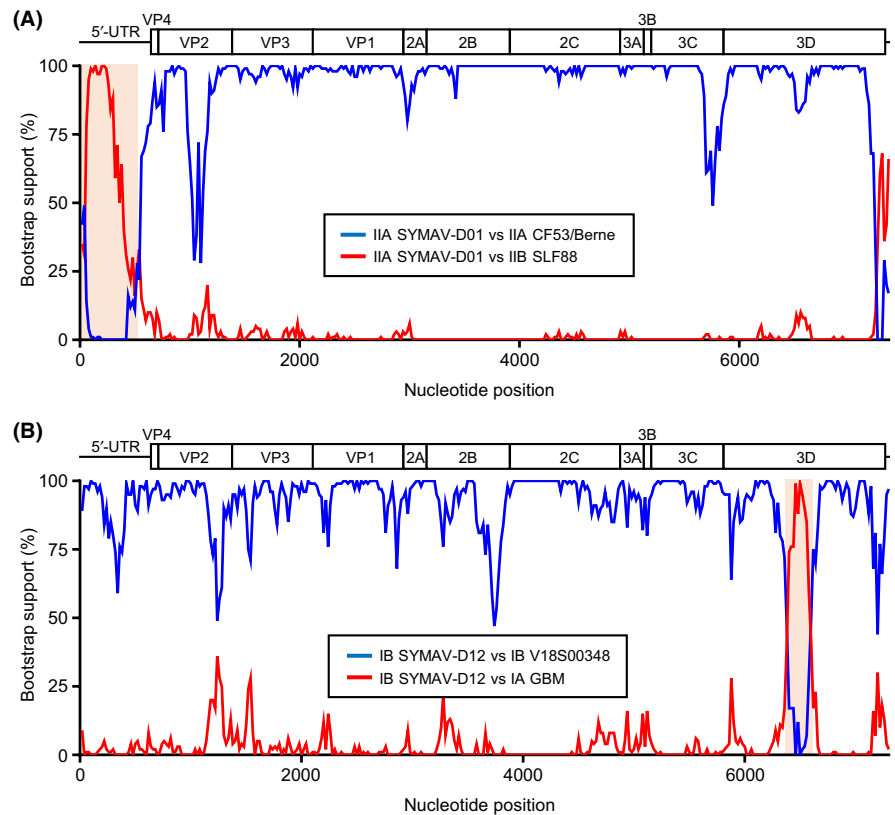 (A)
VP4 3B
5′-UTR VP2 VP3 VP1 2A 2B 2C 3A 3C 3D
100
75
50
25
0
Bootstrap support (%)
IIA SYMAV-D01 vs IIA CF53/Berne
IIA SYMAV-D01 vs IIB SLF88
0 2000 4000 6000
Nucleotide position
(B)
VP4 3B
5′-UTR VP2 VP3 VP1 2A 2B 2C 3A 3C 3D
100
75
50
25
0
Bootstrap support (%)
IB SYMAV-D12 vs IB V18S00348
IB SYMAV-D12 vs IA GBM
0 2000 4000 6000
Nucleotide position